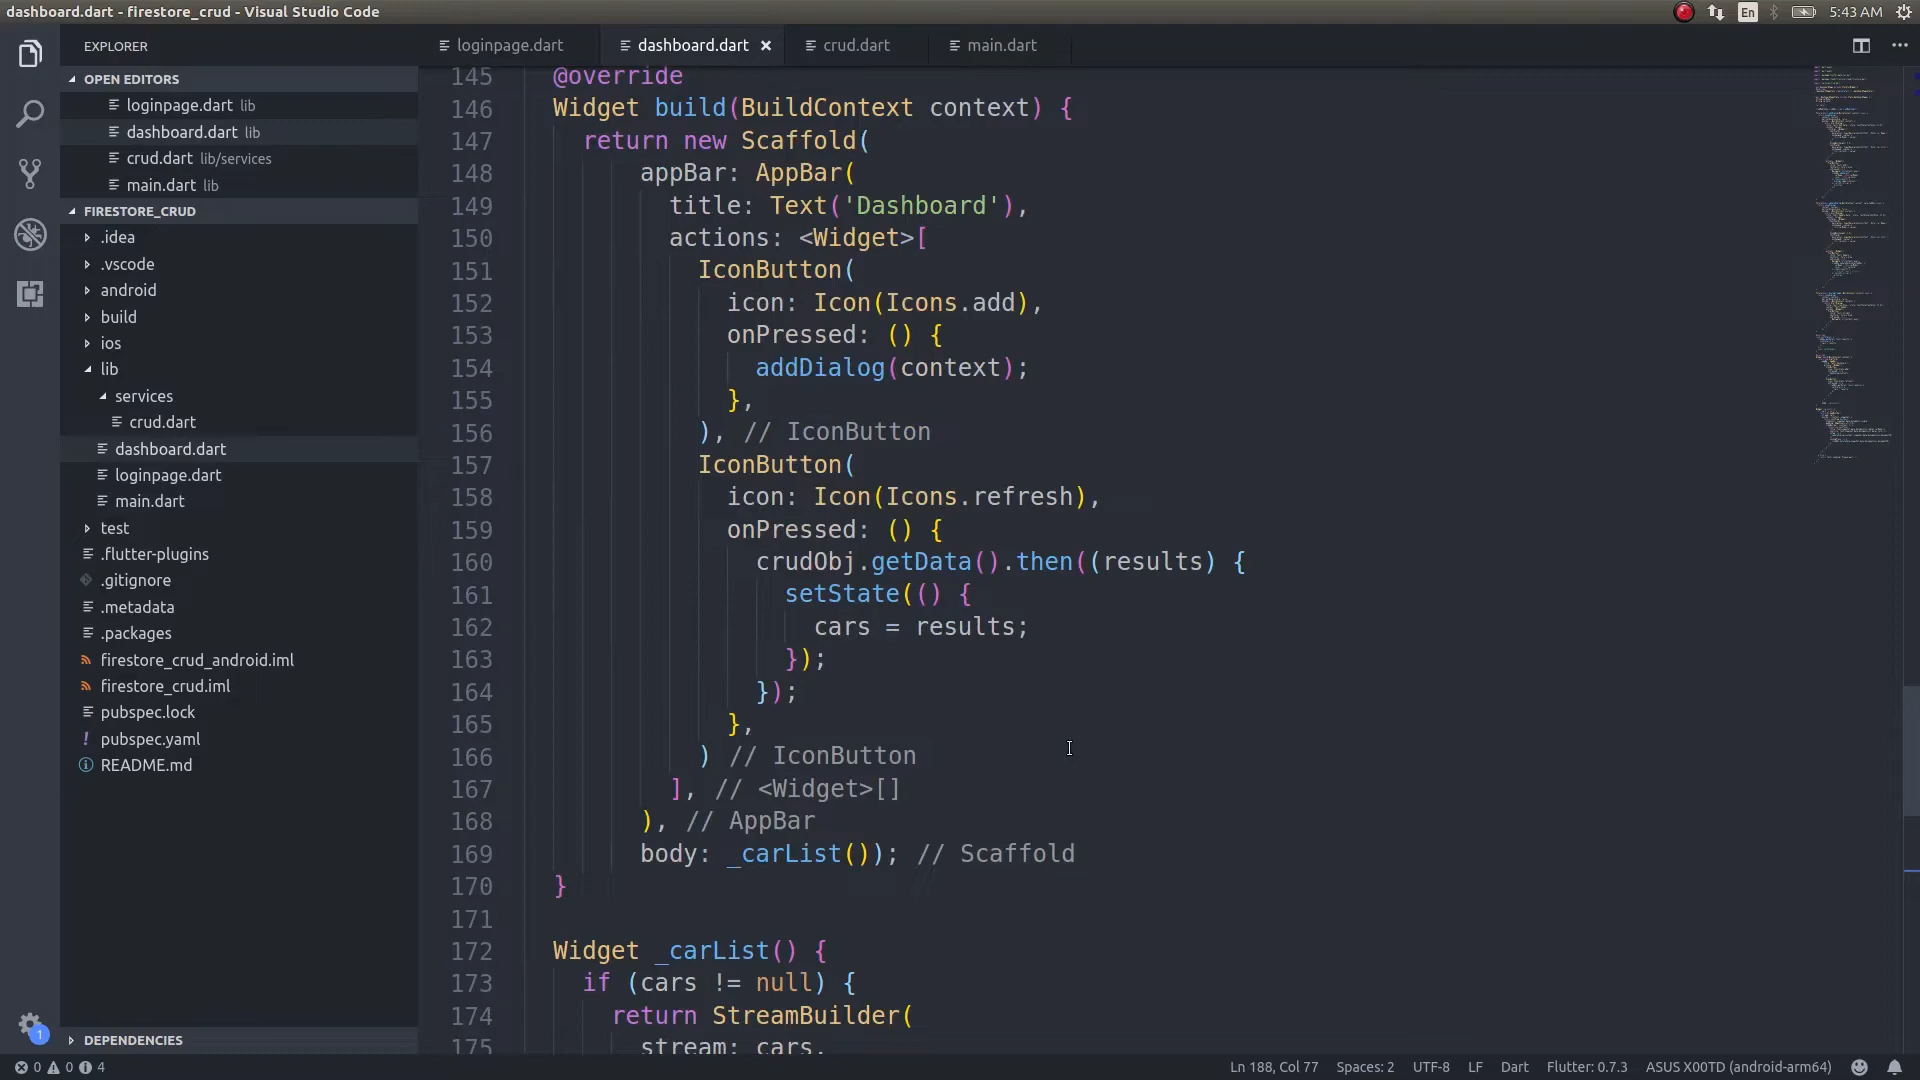 dashboard.dart - firestore_crud - Visual Studio Code
En
5:43 AM
EXPLORER
loginpage.dart
dashboard.dart
crud.dart
main.dart
OPEN EDITORS
loginpage.dart lib
dashboard.dart lib
crud.dart lib/services
main.dart lib
FIRESTORE_CRUD
.idea
.vscode
android
build
ios
lib
services
crud.dart
dashboard.dart
loginpage.dart
main.dart
test
.flutter-plugins
.gitignore
.metadata
.packages
firestore_crud_android.iml
firestore_crud.iml
pubspec.lock
! pubspec.yaml
README.md
DEPENDENCIES
1
145 @override
146 Widget build(BuildContext context) {
147 return new Scaffold(
148 appBar: AppBar(
149 title: Text('Dashboard'),
150 actions: <Widget>[
151 IconButton(
152 icon: Icon(Icons.add),
153 onPressed: () {
154 addDialog(context);
155 },
156 ), // IconButton
157 IconButton(
158 icon: Icon(Icons.refresh),
159 onPressed: () {
160 crudObj.getData().then((results) {
161 setState(() {
162 cars = results;
163 });
164 });
165 },
166 ) // IconButton
167 ], // <Widget>[]
168 ), // AppBar
169 body: _carList()); // Scaffold
170 }
171
172 Widget _carList() {
173 if (cars != null) {
174 return StreamBuilder(
175 stream: cars,
0 0 4
Ln 188, Col 77 Spaces: 2 UTF-8 LF Dart Flutter: 0.7.3 ASUS X00TD (android-arm64)